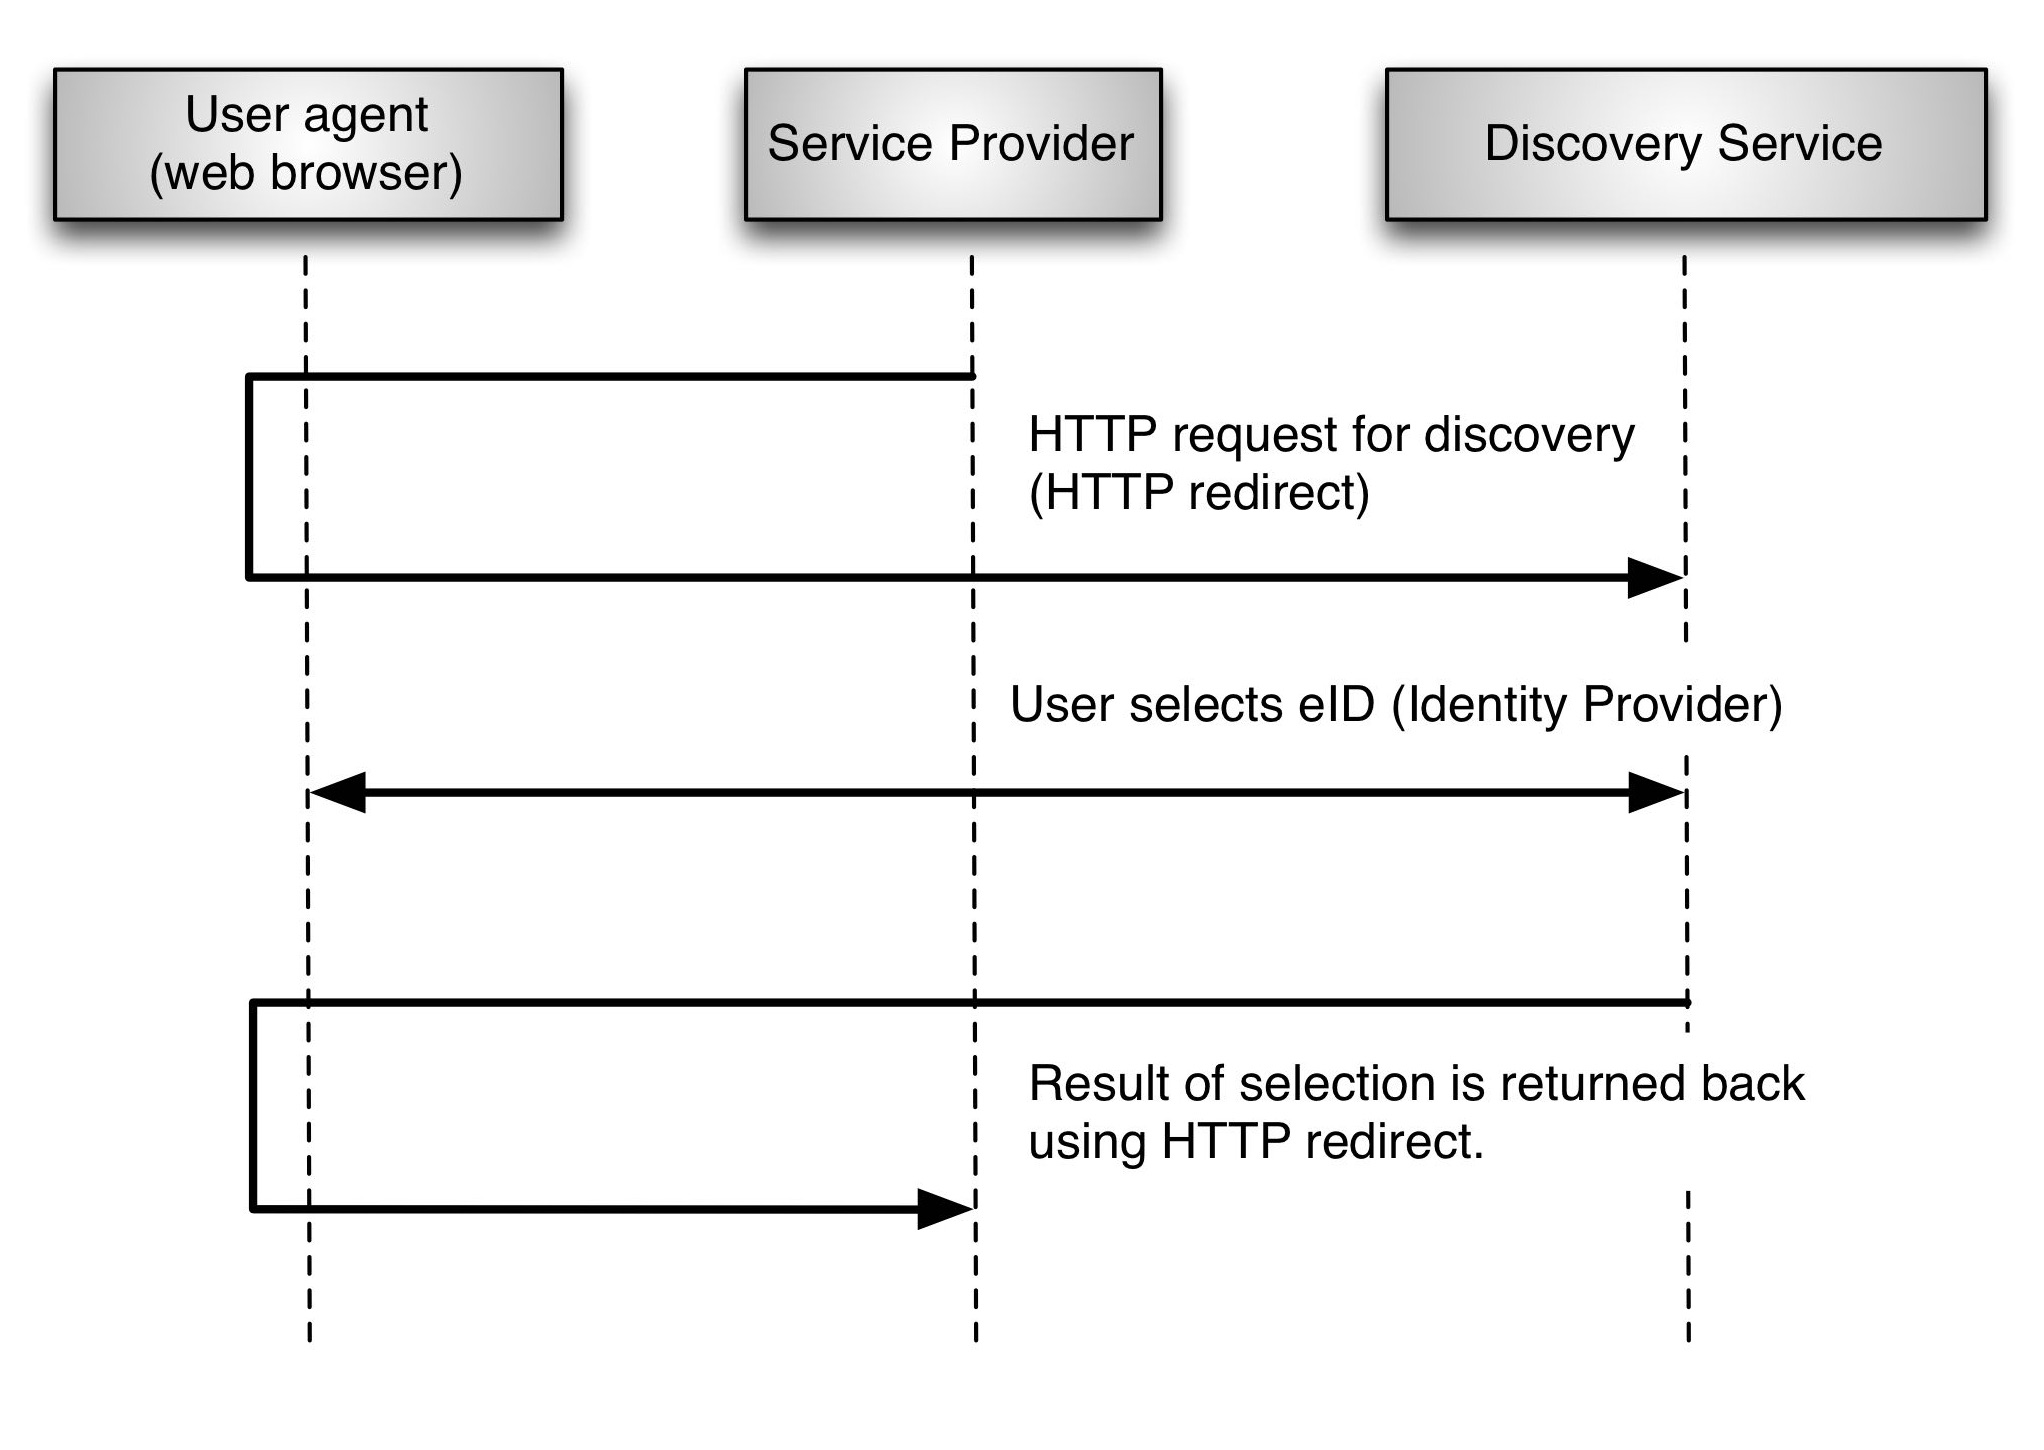 User agent
(web browser)
Service Provider
Discovery Service
HTTP request for discovery
(HTTP redirect)
User selects eID (Identity Provider)
Result of selection is returned back
using HTTP redirect.